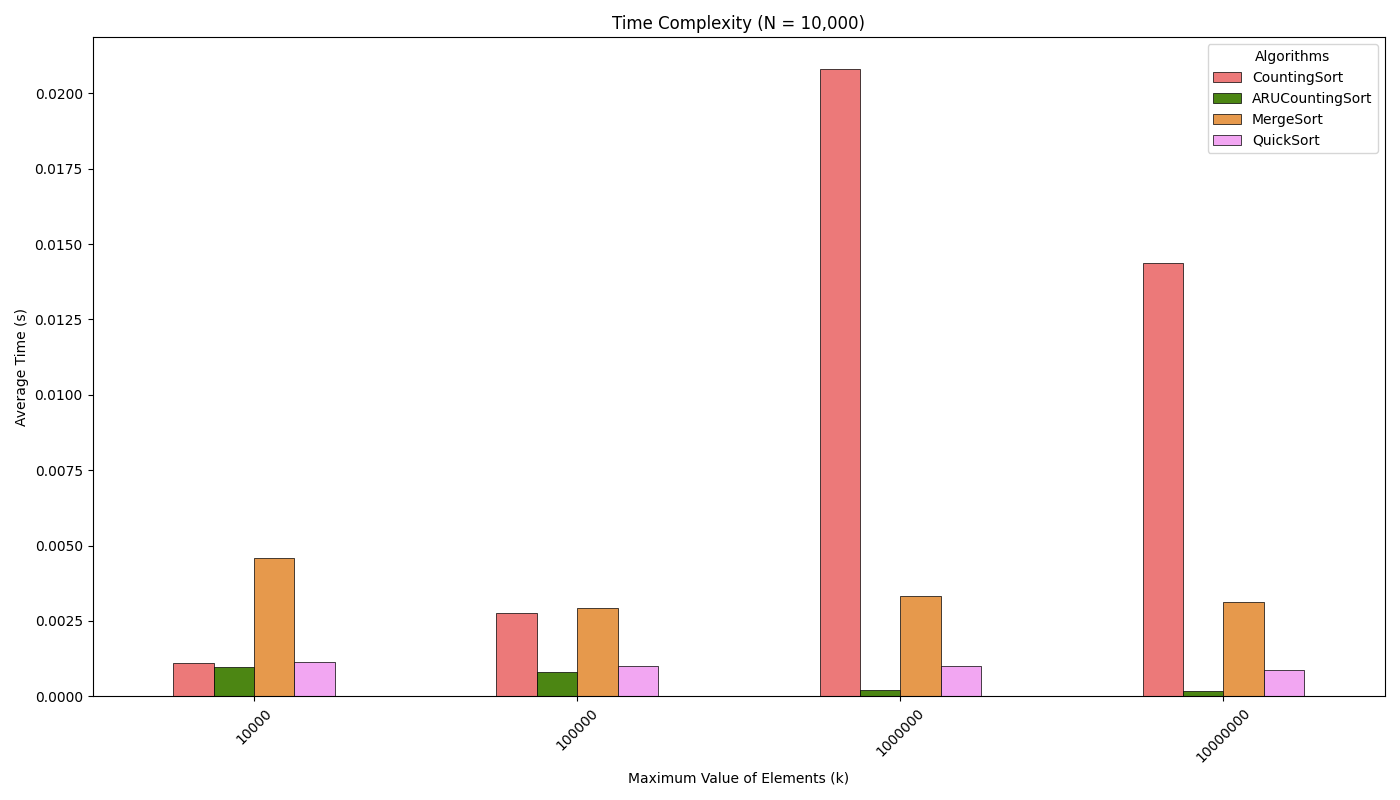 Time Complexity (N = 10,000)
Algorithms
CountingSort
ARUCountingSort
MergeSort
QuickSort
Average Time (s)
0.0200
0.0175
0.0150
0.0125
0.0100
0.0075
0.0050
0.0025
0.0000
10000
100000
1000000
10000000
Maximum Value of Elements (k)